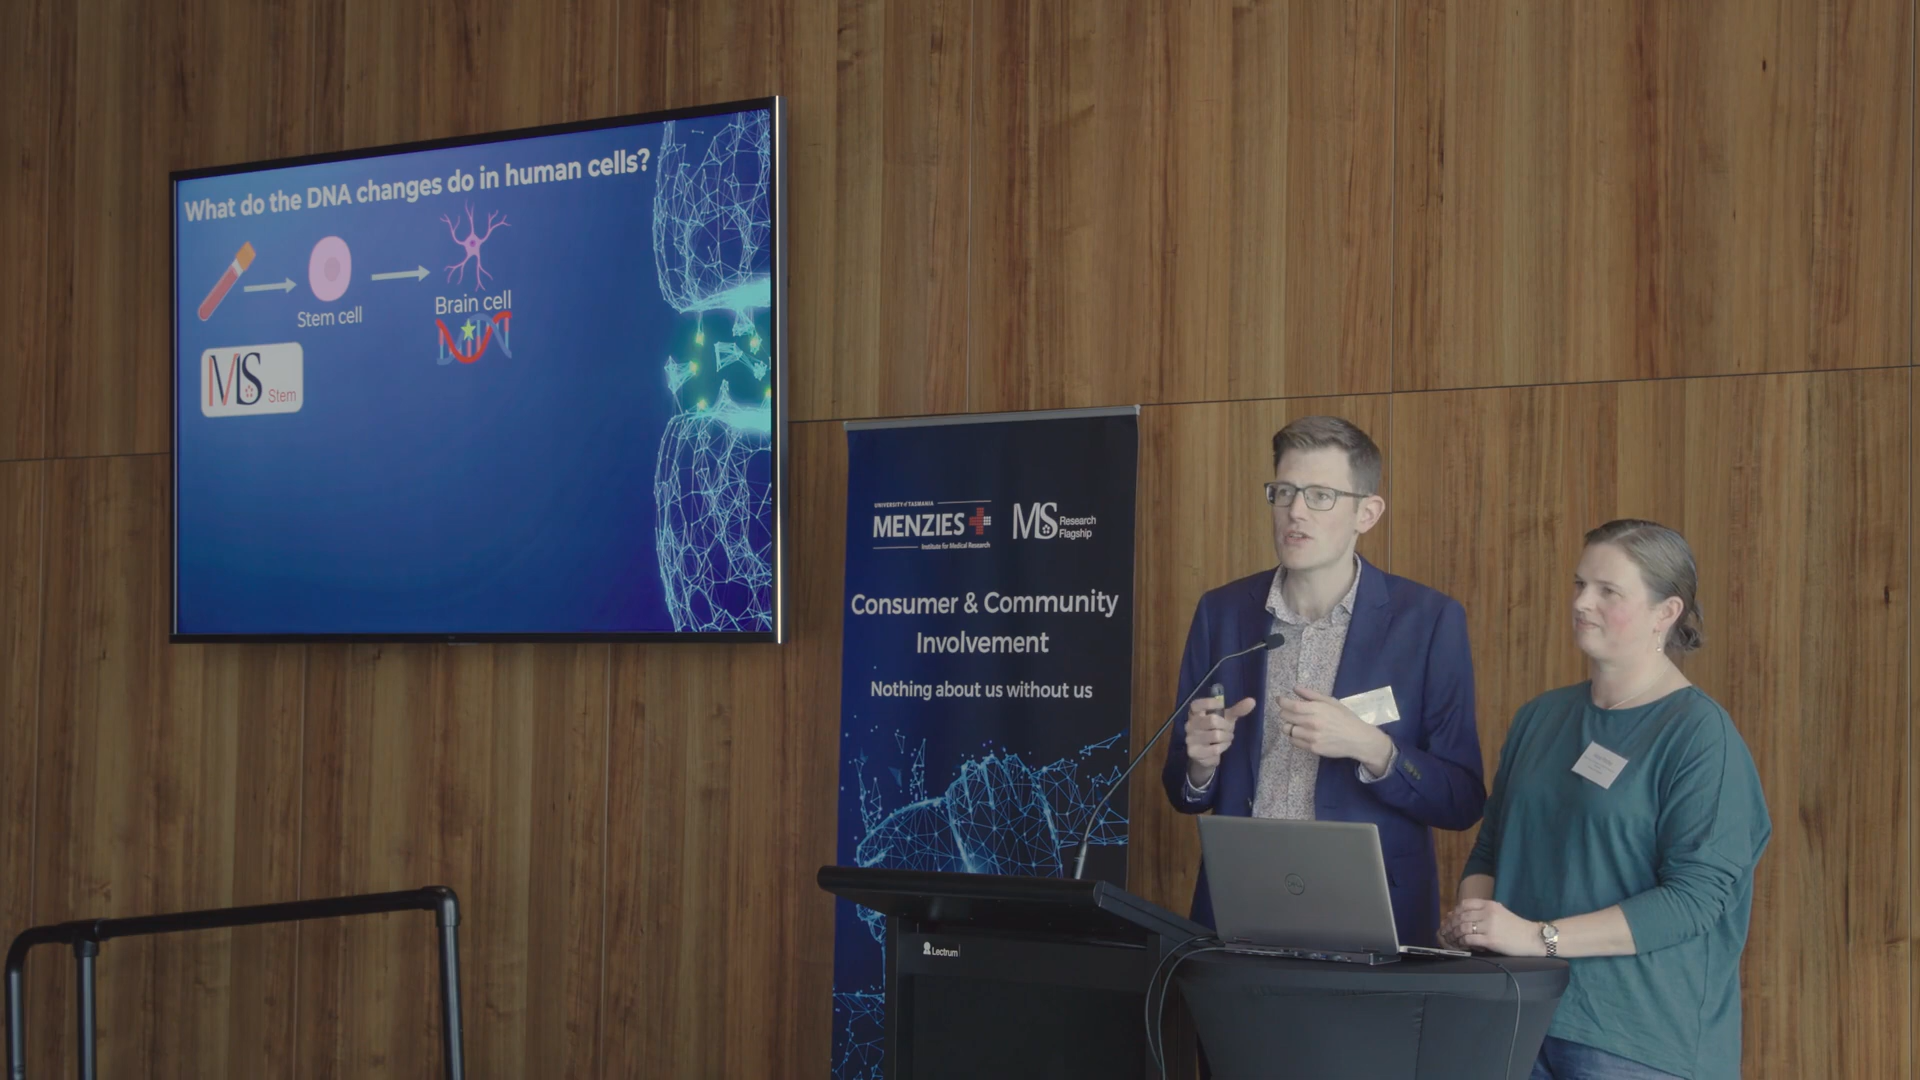 What do the DNA changes do in human cells?
Stem cell
Brain cell
MS Stem
UNIVERSITY of TASMANIA
MENZIES
Institute for Medical Research
MS Research
Flagship
Consumer & Community
Involvement
Nothing about us without us
Lectrum
DELL